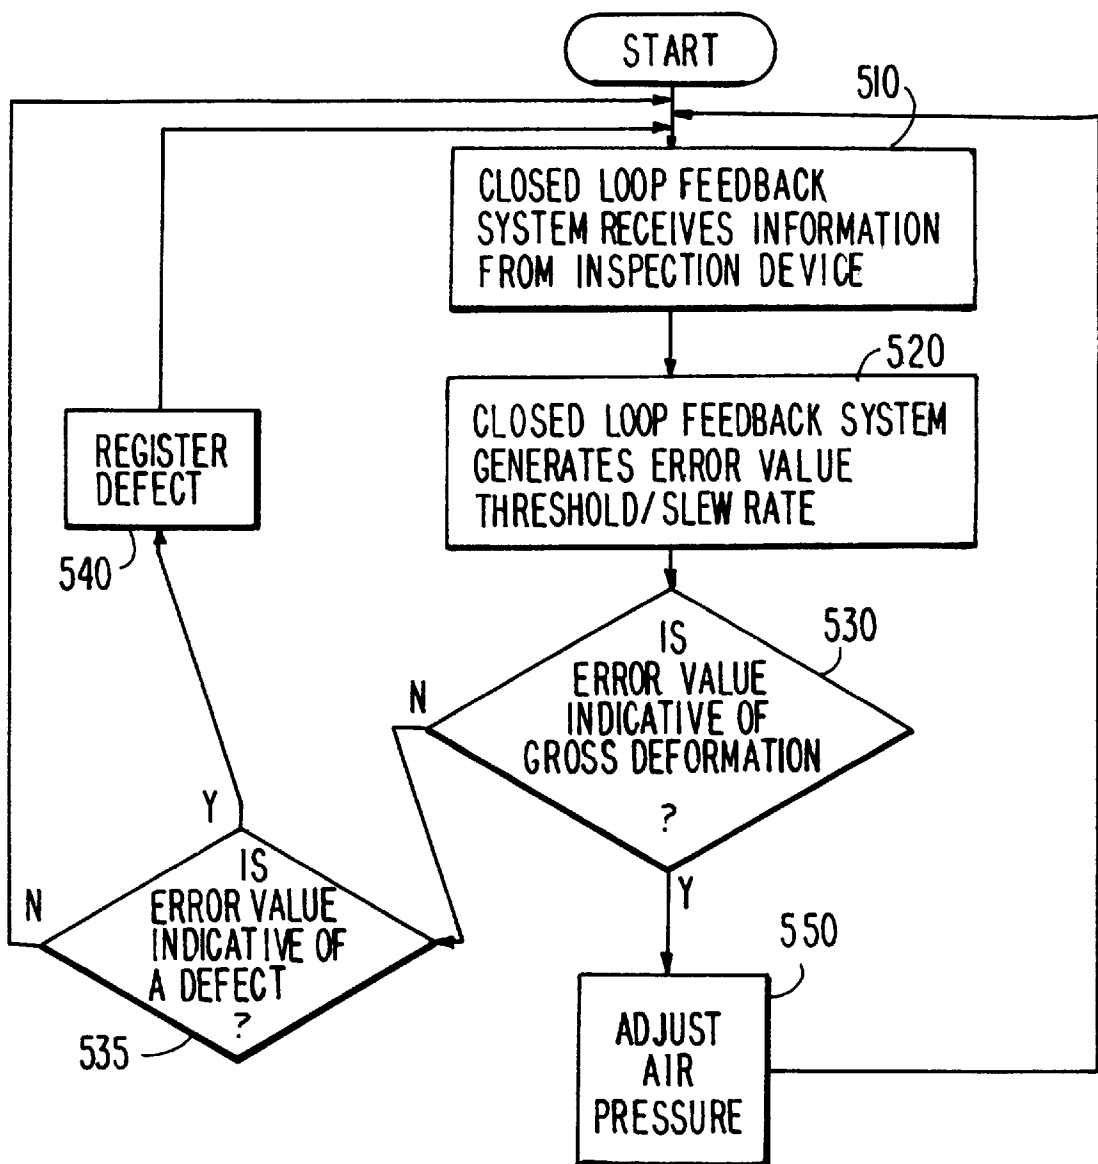 START
510
CLOSED LOOP FEEDBACK
SYSTEM RECEIVES INFORMATION
FROM INSPECTION DEVICE
520
CLOSED LOOP FEEDBACK SYSTEM
GENERATES ERROR VALUE
THRESHOLD/SLEW RATE
REGISTER
DEFECT
540
530
IS
ERROR VALUE
INDICATIVE OF
GROSS DEFORMATION
?
N
Y
Y
N
IS
ERROR VALUE
INDICATIVE OF
A DEFECT
?
535
550
ADJUST
AIR
PRESSURE